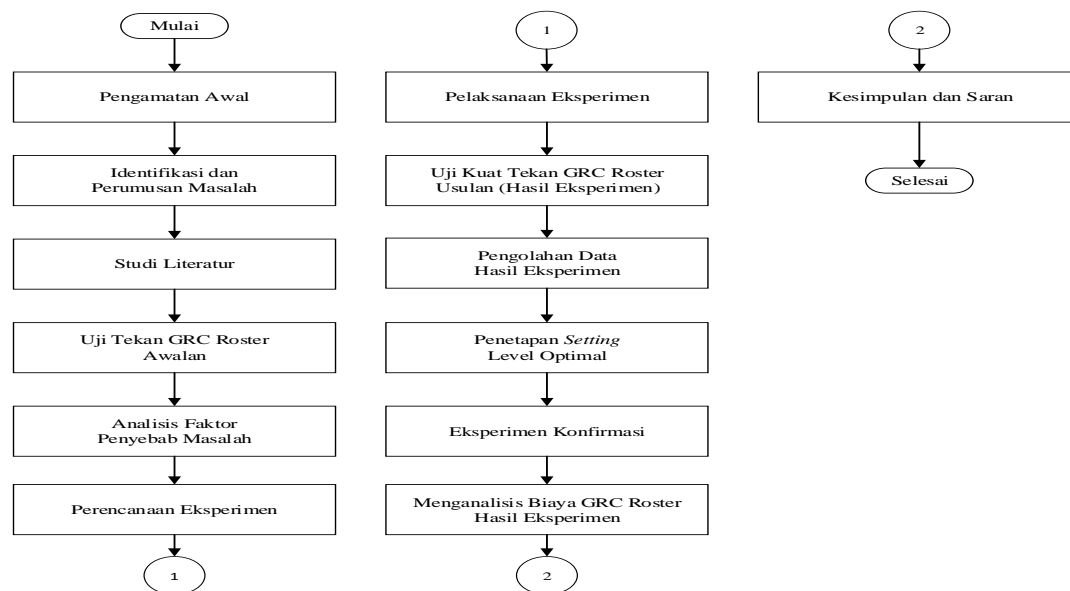 Mulai
Pengamatan Awal
Identifikasi dan
Perumusan Masalah
Studi Literatur
Uji Tekan GRC Roster
Awalan
Analisis Faktor
Penyebab Masalah
Perencanaan Eksperimen
1
1
Pelaksanaan Eksperimen
Uji Kuat Tekan GRC Roster
Usulan (Hasil Eksperimen)
Pengolahan Data
Hasil Eksperimen
Penetapan Setting
Level Optimal
Eksperimen Konfirmasi
Menganalisis Biaya GRC Roster
Hasil Eksperimen
2
2
Kesimpulan dan Saran
Selesai